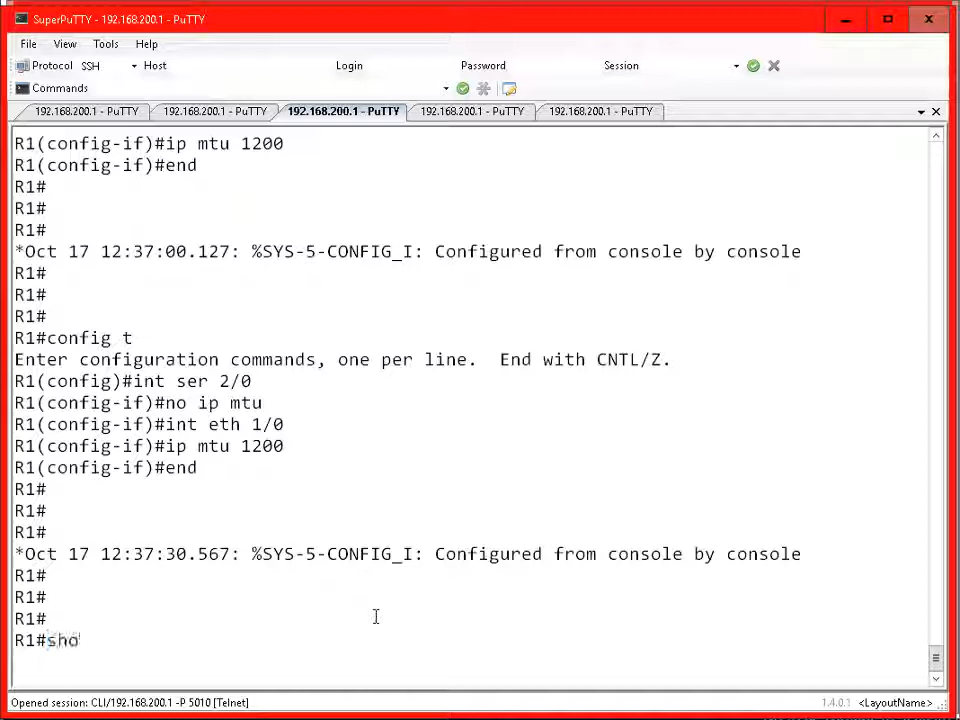 SuperPuTTY - 192.168.200.1 - PuTTY
File View Tools Help
Protocol SSH Host Login Password Session
Commands
192.168.200.1 - PuTTY 192.168.200.1 - PuTTY 192.168.200.1 - PuTTY 192.168.200.1 - PuTTY 192.168.200.1 - PuTTY
R1(config-if)#ip mtu 1200
R1(config-if)#end
R1#
R1#
R1#
*Oct 17 12:37:00.127: %SYS-5-CONFIG_I: Configured from console by console
R1#
R1#
R1#
R1#config t
Enter configuration commands, one per line.  End with CNTL/Z.
R1(config)#int ser 2/0
R1(config-if)#no ip mtu
R1(config-if)#int eth 1/0
R1(config-if)#ip mtu 1200
R1(config-if)#end
R1#
R1#
R1#
*Oct 17 12:37:30.567: %SYS-5-CONFIG_I: Configured from console by console
R1#
R1#
R1#
R1#sho
Opened session: CLI/192.168.200.1 -P 5010 [Telnet] 1.4.0.1 <LayoutName>